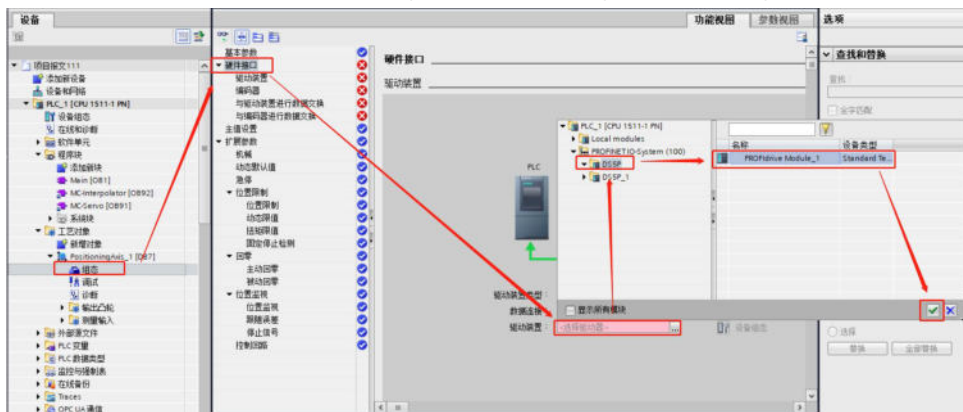 设备
项目报文111
添加新设备
设备和网络
PLC_1 [CPU 1511-1 PN]
设备组态
在线和诊断
软件单元
程序块
添加新块
Main [OB1]
MC-Interpolator [OB92]
MC-Servo [OB91]
系统块
工艺对象
新增对象
PositioningAxis_1 [DB7]
组态
调试
诊断
输出凸轮
测量输入
外部源文件
PLC 变量
PLC 数据类型
监控与强制表
在线备份
Traces
OPC UA 通信
基本参数
硬件接口
驱动装置
编码器
与驱动装置进行数据交换
与编码器进行数据交换
主值设置
扩展参数
机械
动态默认值
急停
位置限制
位置限制
动态限值
扭矩限值
固定停止检测
回零
主动回零
被动回零
位置监视
位置监视
跟随误差
停止信号
控制回路
功能视图
参数视图
硬件接口
驱动装置
PLC
驱动装置类型：
数据连接
驱动装置：
<选择驱动器>
...
设备组态
PLC_1 [CPU 1511-1 PN]
Local modules
PROFINET IO-System (100)
DSSP
DSSP_1
名称
设备类型
PROFIdrive Module_1
Standard Te...
显示所有模块
选项
查找和替换
查找:
全字匹配
选择
替换
全部替换